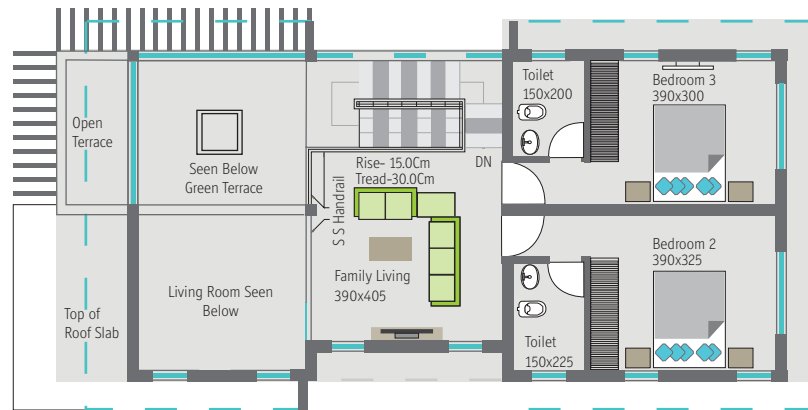 Open
Terrace
Seen Below
Green Terrace
Rise- 15.0Cm
Tread-30.0Cm
DN
Toilet
150x200
Bedroom 3
390x300
S S Handrail
Family Living
390x405
Living Room Seen
Below
Top of
Roof Slab
Bedroom 2
390x325
Toilet
150x225